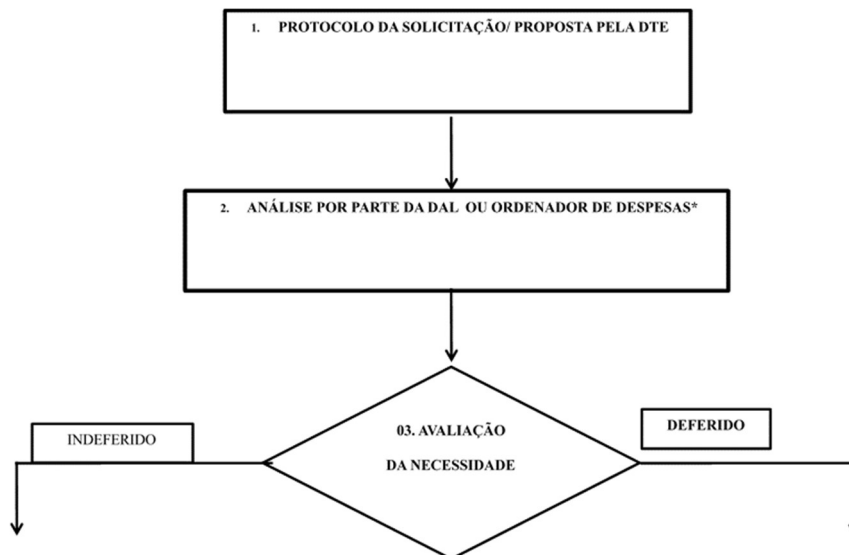 1. PROTOCOLO DA SOLICITAÇÃO/ PROPOSTA PELA DTE
2. ANÁLISE POR PARTE DA DAL OU ORDENADOR DE DESPESAS*
INDEFERIDO
03. AVALIAÇÃO
DA NECESSIDADE
DEFERIDO